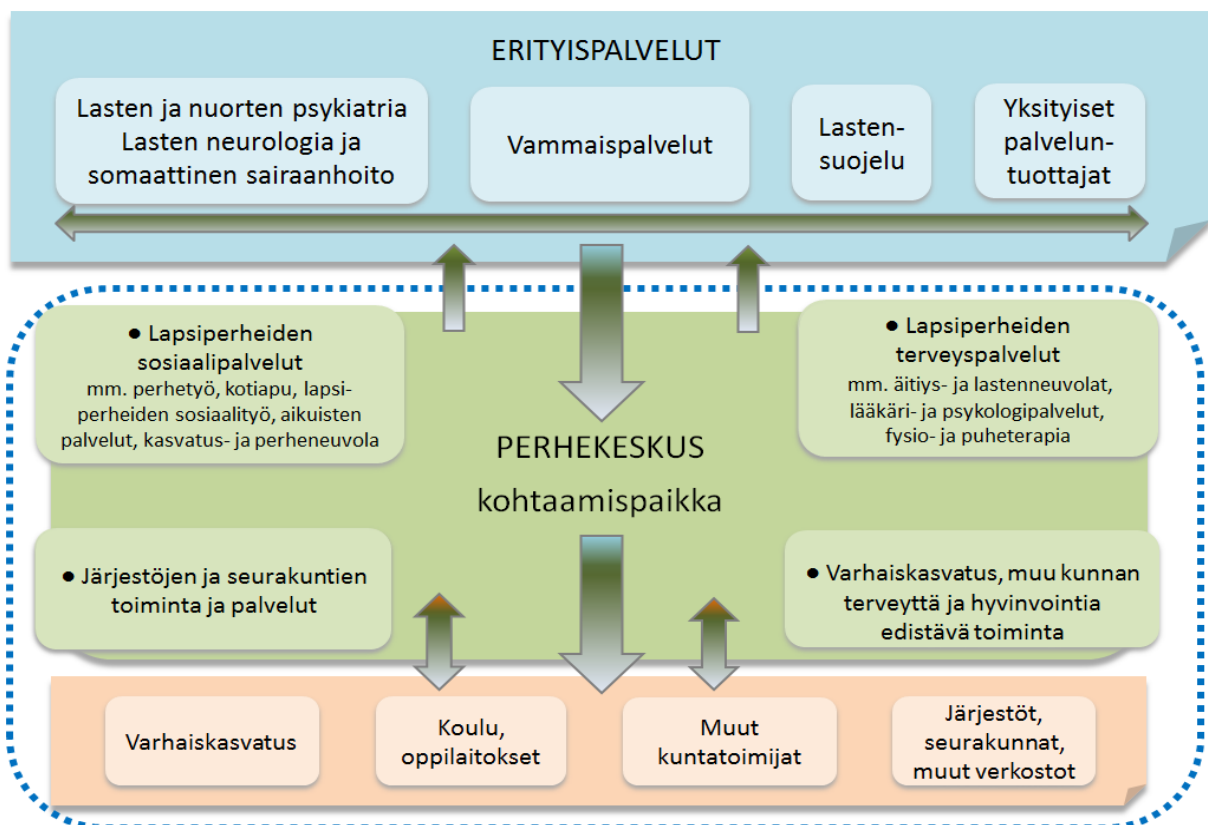 ERITYISPALVELUT
Lasten ja nuorten psykiatria
Lasten neurologia ja
somaattinen sairaanhoito
Vammaispalvelut
Lasten-
suojelu
Yksityiset
palvelun-
tuottajat
● Lapsiperheiden
sosiaalipalvelut
mm. perhetyö, kotiapu, lapsi-
perheiden sosiaalityö, aikuisten
palvelut, kasvatus- ja perheneuvola
● Lapsiperheiden
terveyspalvelut
mm. äitiys- ja lastenneuvolat,
lääkäri- ja psykologipalvelut,
fysio- ja puheterapia
PERHEKESKUS
kohtaamispaikka
● Järjestöjen ja seurakuntien
toiminta ja palvelut
● Varhaiskasvatus, muu kunnan
terveyttä ja hyvinvointia
edistävä toiminta
Varhaiskasvatus
Koulu,
oppilaitokset
Muut
kuntatoimijat
Järjestöt,
seurakunnat,
muut verkostot